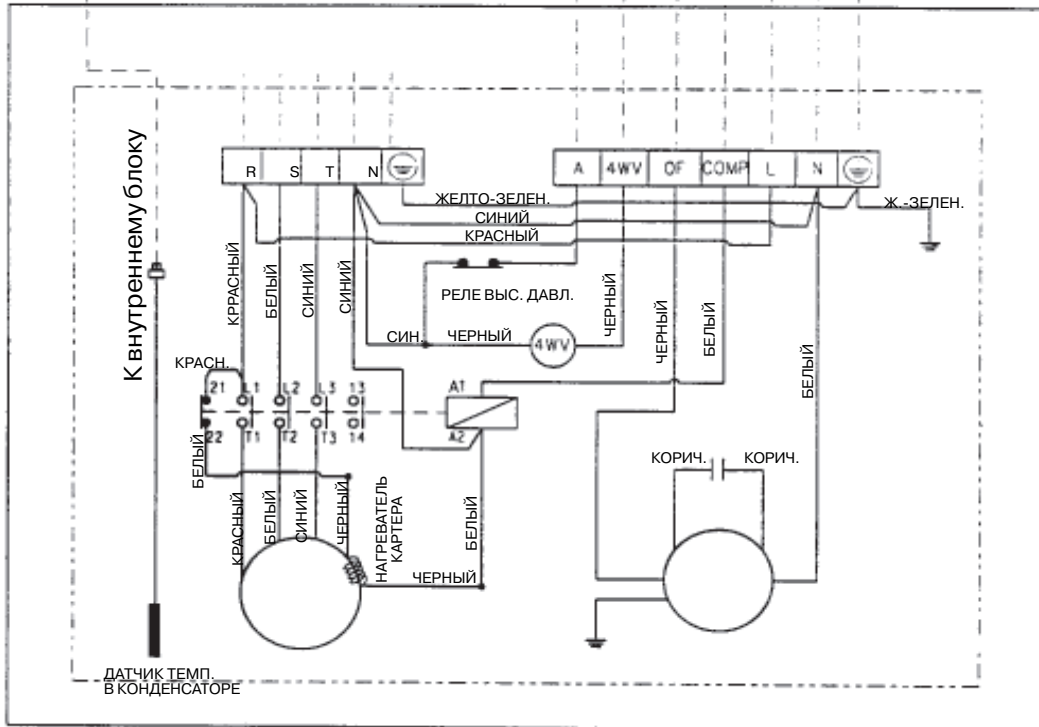 К внутреннему блоку
R S T N
A 4WV OF COMP L N
ЖЕЛТО-ЗЕЛЕН.
Ж.-ЗЕЛЕН.
СИНИЙ
КРАСНЫЙ
КРРАСНЫЙ
БЕЛЫЙ
СИНИЙ
СИНИЙ
РЕЛЕ ВЫС. ДАВЛ.
ЧЕРНЫЙ
ЧЕРНЫЙ
БЕЛЫЙ
СИН.
ЧЕРНЫЙ
4WV
БЕЛЫЙ
КРАСН.
21 L1 L2 L3 13
A1
22 T1 T2 T3 14
A2
БЕЛЫЙ
КРАСНЫЙ
БЕЛЫЙ
СИНИЙ
ЧЕРНЫЙ
НАГРЕВАТЕЛЬ
КАРТЕРА
БЕЛЫЙ
КОРИЧ.
КОРИЧ.
ЧЕРНЫЙ
ДАТЧИК ТЕМП.
В КОНДЕНСАТОРЕ